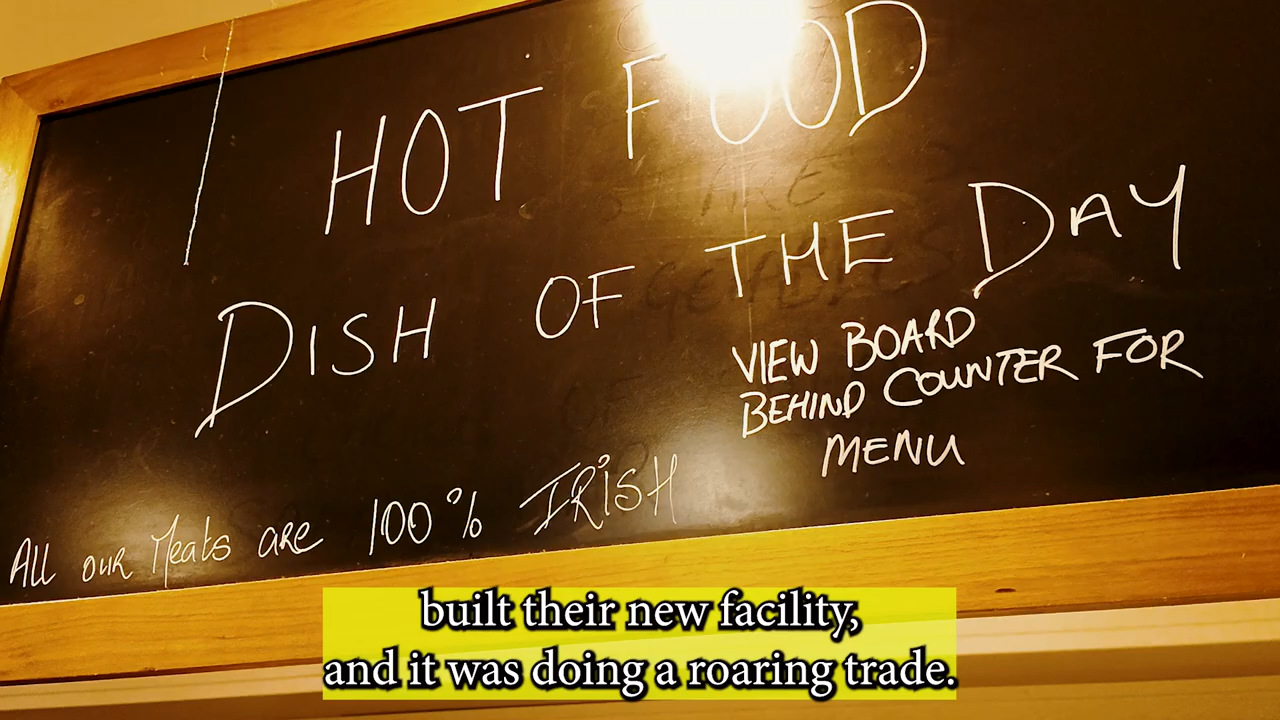 HOT FOOD
DISH OF THE DAY
VIEW BOARD
BEHIND COUNTER FOR
MENU
All our Meats are 100% IRISH
built their new facility,
and it was doing a roaring trade.